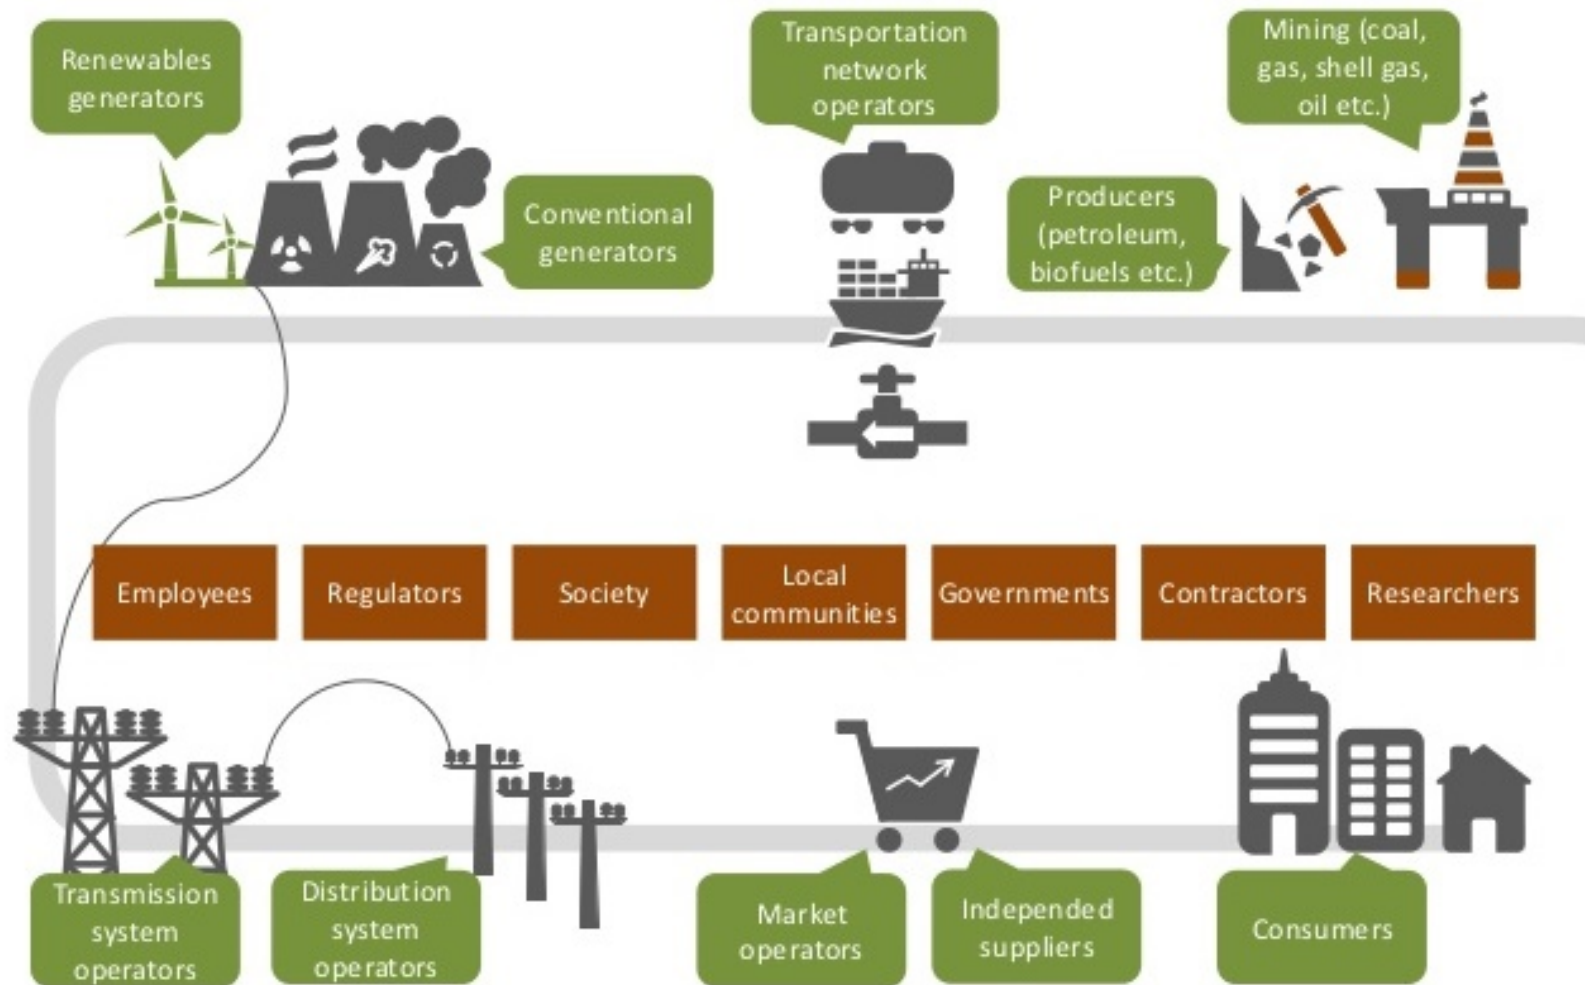 Renewables
generators
Transportation
network
operators
Mining (coal,
gas, shell gas,
oil etc.)
Conventional
generators
Producers
(petroleum,
biofuels etc.)
Employees
Regulators
Society
Local
communities
Governments
Contractors
Researchers
Transmission
system
operators
Distribution
system
operators
Market
operators
Independed
suppliers
Consumers